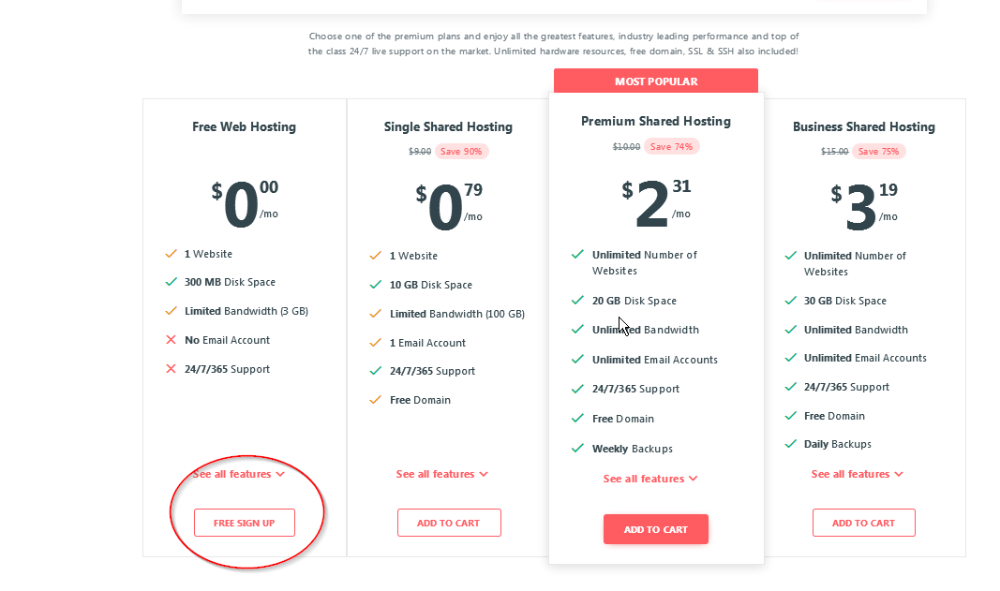 Choose one of the premium plans and enjoy all the greatest features, industry leading performance and top of
the class 24/7 live support on the market. Unlimited hardware resources, free domain, SSL & SSH also included!
Free Web Hosting
$0 00
/mo
1 Website
300 MB Disk Space
Limited Bandwidth (3 GB)
No Email Account
24/7/365 Support
See all features
FREE SIGN UP
Single Shared Hosting
$9.00 Save 90%
$0 79
/mo
1 Website
10 GB Disk Space
Limited Bandwidth (100 GB)
1 Email Account
24/7/365 Support
Free Domain
See all features
ADD TO CART
MOST POPULAR
Premium Shared Hosting
$10.00 Save 74%
$2 31
/mo
Unlimited Number of
Websites
20 GB Disk Space
Unlimited Bandwidth
Unlimited Email Accounts
24/7/365 Support
Free Domain
Weekly Backups
See all features
ADD TO CART
Business Shared Hosting
$15.00 Save 75%
$3 19
/mo
Unlimited Number of
Websites
30 GB Disk Space
Unlimited Bandwidth
Unlimited Email Accounts
24/7/365 Support
Free Domain
Daily Backups
See all features
ADD TO CART